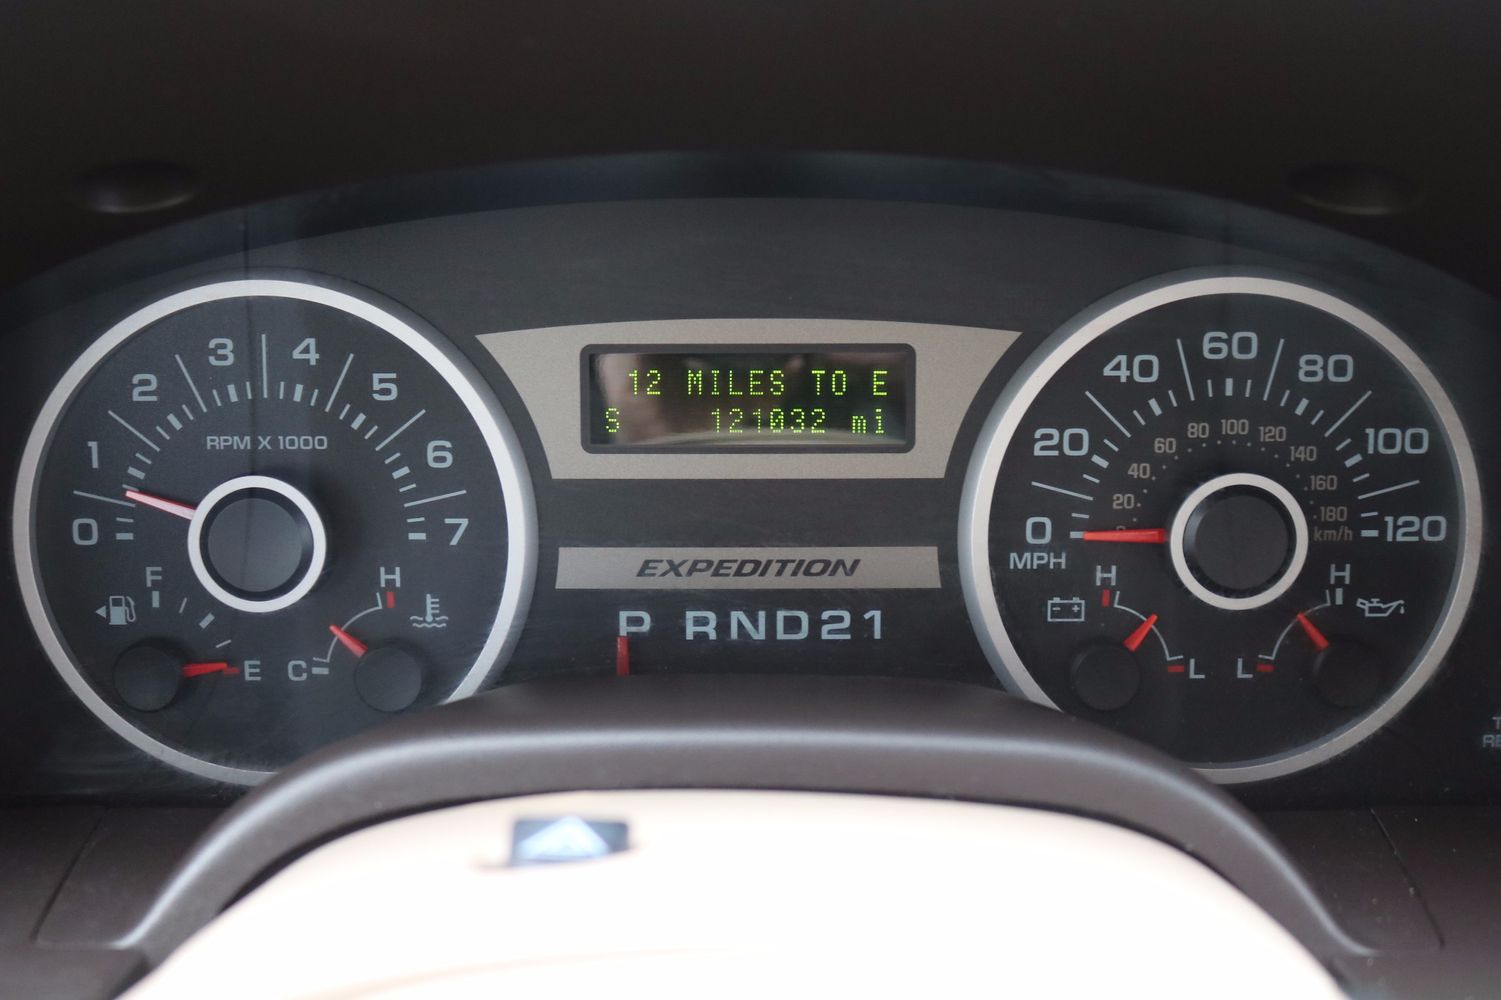 12 MILES TO E
S 121032 mi
0 1 2 3 4 5 6 7
RPM X 1000
F
E
H
C
EXPEDITION
P RND21
0 20 40 60 80 100 120
MPH
20 40 60 80 100 120 140 160 180
km/h
H
L
H
L